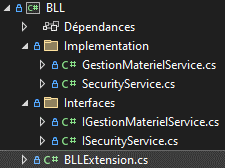 C# BLL
Dépendances
Implementation
C# GestionMaterielService.cs
C# SecurityService.cs
Interfaces
C# IGestionMaterielService.cs
C# ISecurityService.cs
C# BLLExtension.cs